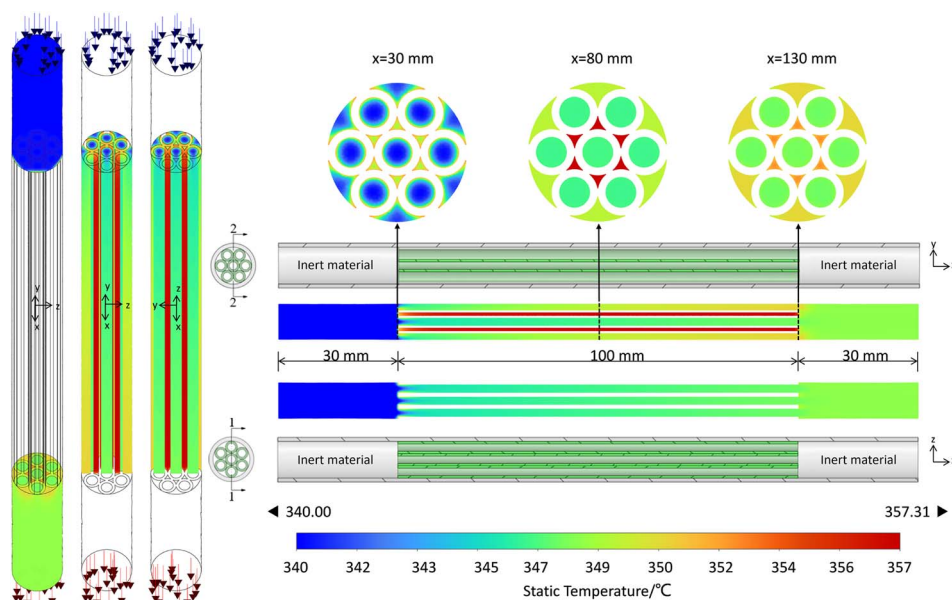 x=30 mm
x=80 mm
x=130 mm
2
2
Inert material
Inert material
y
y
z
x
y
z
x
z
y
x
30 mm
100 mm
30 mm
1
1
Inert material
Inert material
z
340.00
357.31
340
342
343
345
347
349
350
352
354
356
357
Static Temperature/℃